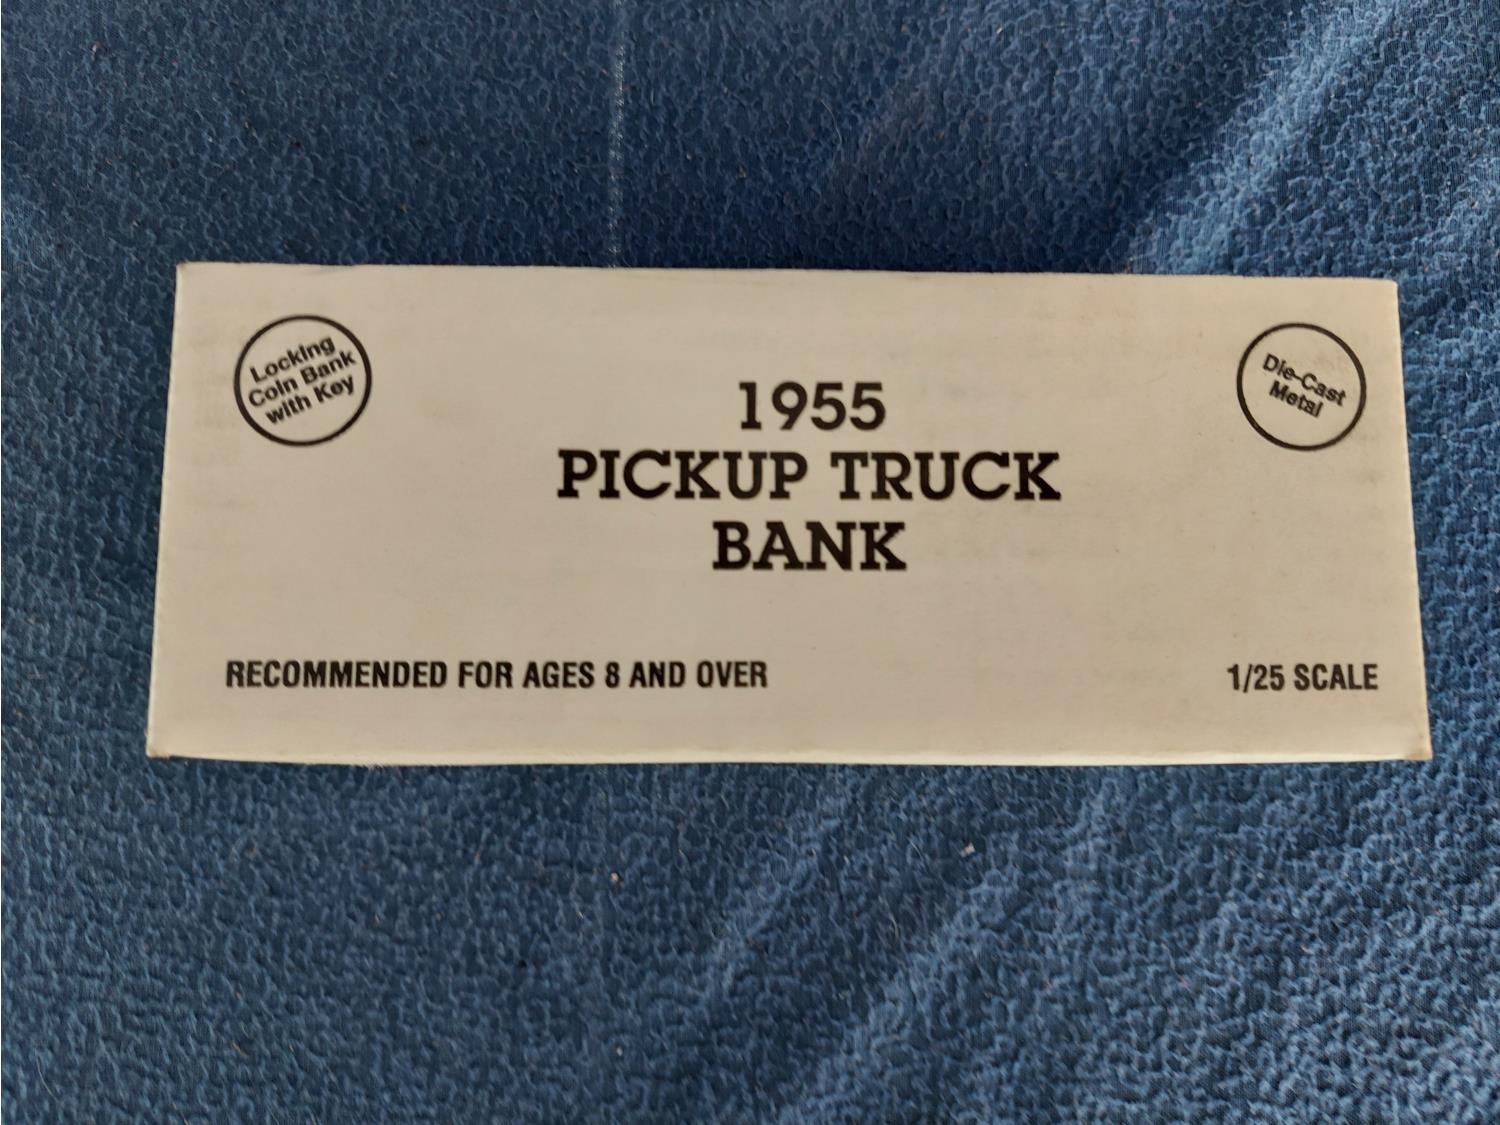 Locking
Coin Bank
with Key
Die-Cast
Metal
1955
PICKUP TRUCK
BANK
RECOMMENDED FOR AGES 8 AND OVER
1/25 SCALE